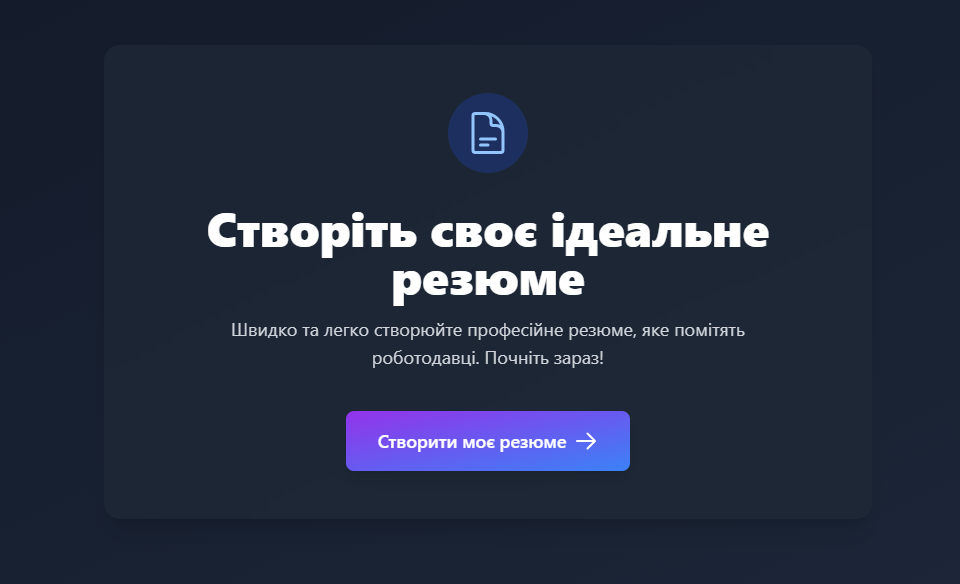 Створіть своє ідеальне
резюме
Швидко та легко створюйте професійне резюме, яке помітять
роботодавці. Почніть зараз!
Створити моє резюме